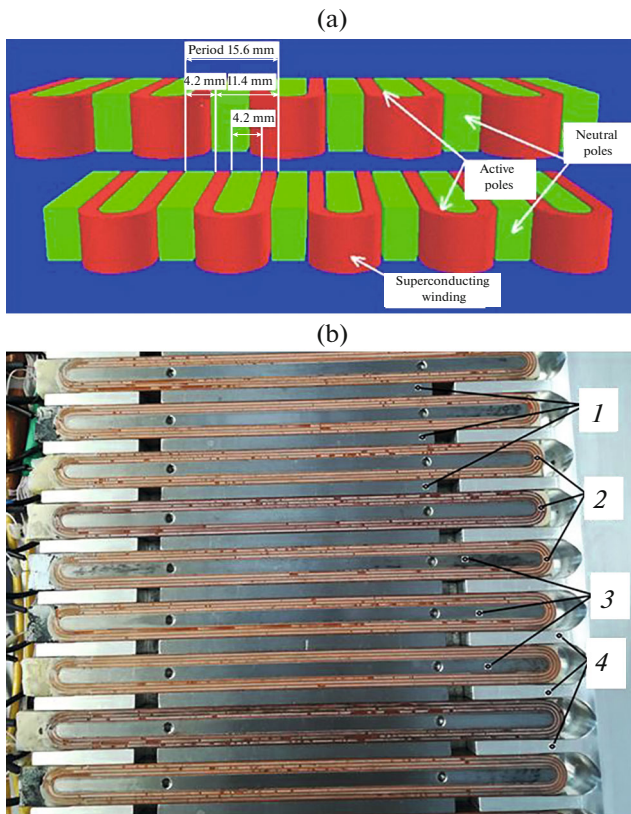 (a)
Period 15.6 mm
4.2 mm 11.4 mm
4.2 mm
Neutral
poles
Active
poles
Superconducting
winding
(b)
1
2
3
4